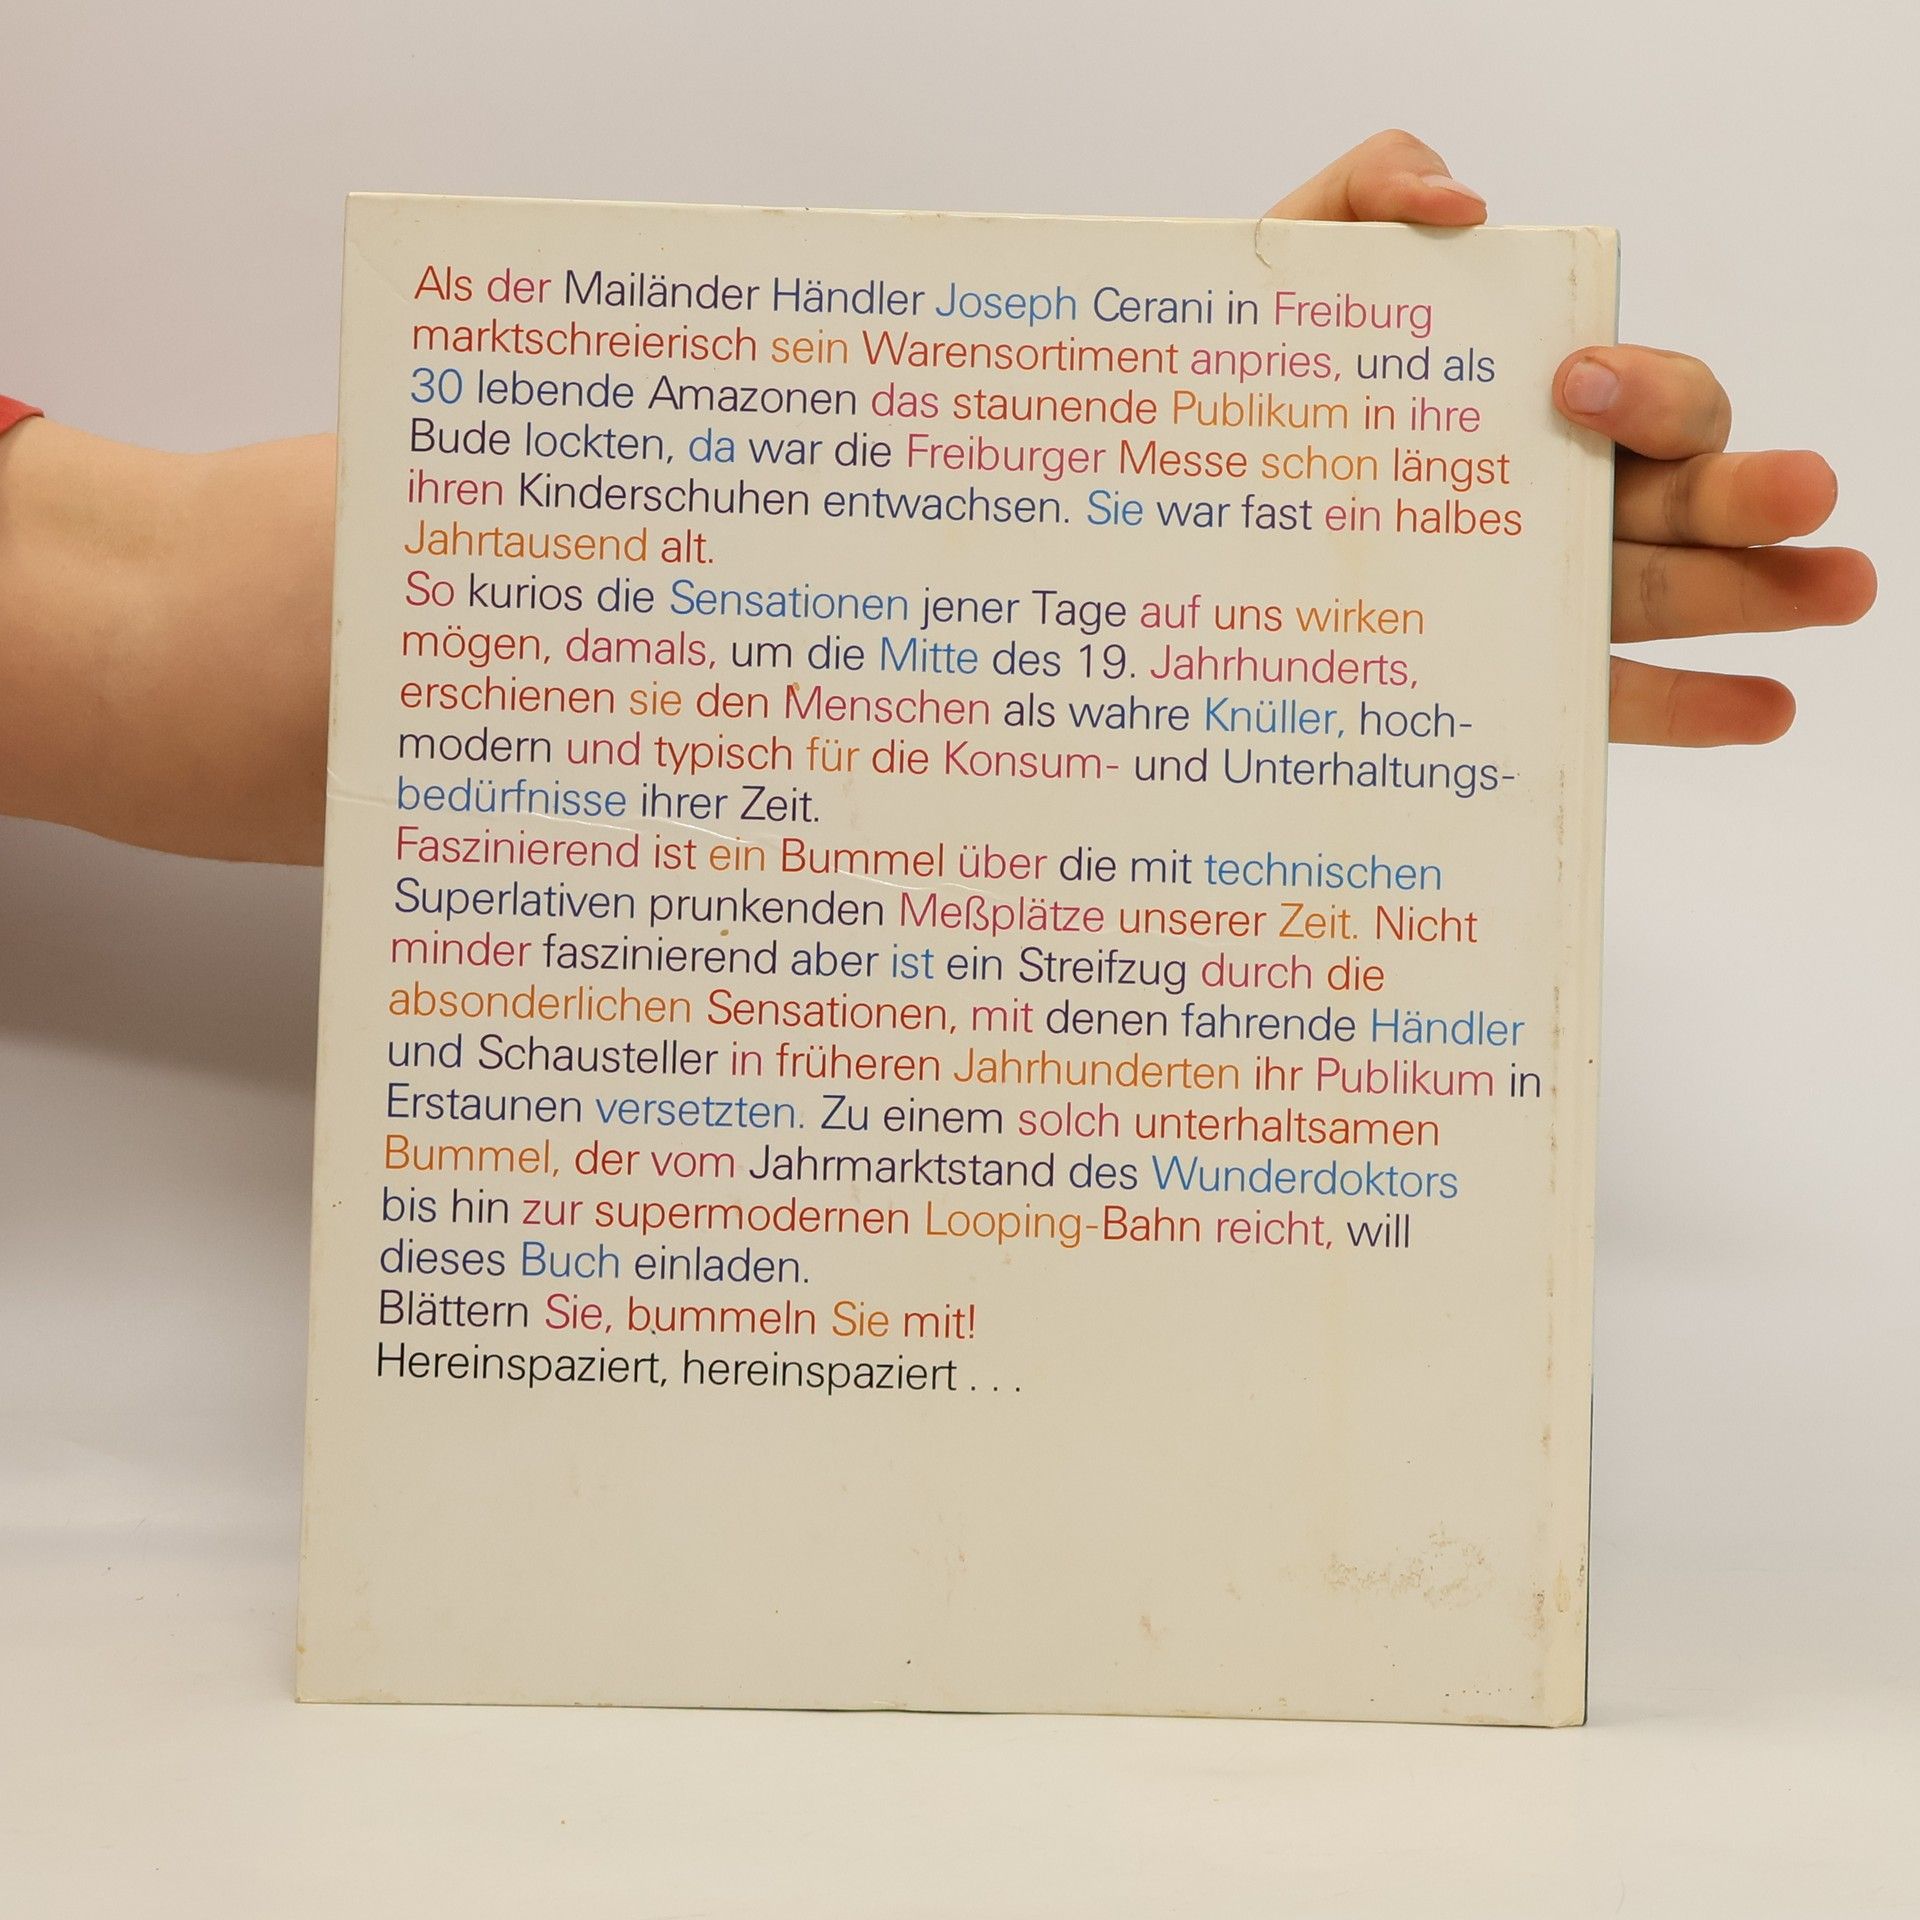 Als der Mailänder Händler Joseph Cerani in Freiburg
marktschreierisch sein Warensortiment anpries, und als
30 lebende Amazonen das staunende Publikum in ihre
Bude lockten, da war die Freiburger Messe schon längst
ihren Kinderschuhen entwachsen. Sie war fast ein halbes
Jahrtausend alt.
So kurios die Sensationen jener Tage auf uns wirken
mögen, damals, um die Mitte des 19. Jahrhunderts,
erschienen sie den Menschen als wahre Knüller, hoch-
modern und typisch für die Konsum- und Unterhaltungs-
bedürfnisse ihrer Zeit.
Faszinierend ist ein Bummel über die mit technischen
Superlativen prunkenden Meßplätze unserer Zeit. Nicht
minder faszinierend aber ist ein Streifzug durch die
absonderlichen Sensationen, mit denen fahrende Händler
und Schausteller in früheren Jahrhunderten ihr Publikum in
Erstaunen versetzten. Zu einem solch unterhaltsamen
Bummel, der vom Jahrmarktstand des Wunderdoktors
bis hin zur supermodernen Looping-Bahn reicht, will
dieses Buch einladen.
Blättern Sie, bummeln Sie mit!
Hereinspaziert, hereinspaziert . . .